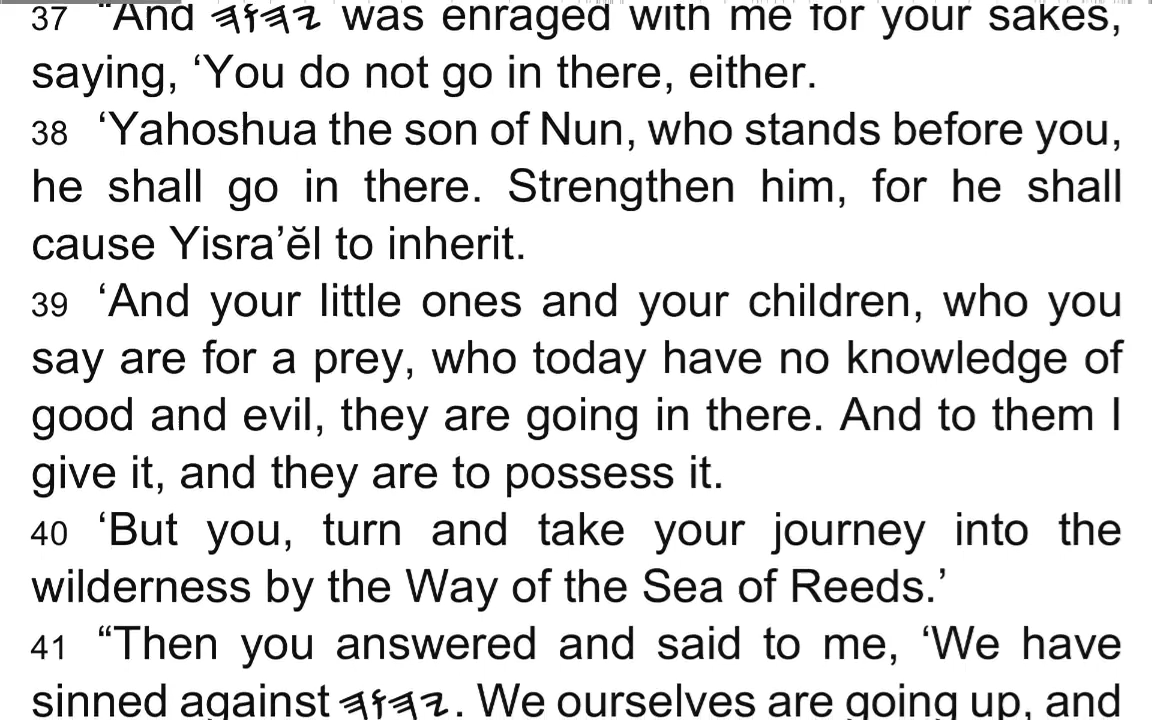 37 “And 𐤉𐤄𐤅𐤄 was enraged with me for your sakes,
saying, ‘You do not go in there, either.
38 ‘Yahoshua the son of Nun, who stands before you,
he shall go in there. Strengthen him, for he shall
cause Yisra’ĕl to inherit.
39 ‘And your little ones and your children, who you
say are for a prey, who today have no knowledge of
good and evil, they are going in there. And to them I
give it, and they are to possess it.
40 ‘But you, turn and take your journey into the
wilderness by the Way of the Sea of Reeds.’
41 “Then you answered and said to me, ‘We have
sinned against 𐤉𐤄𐤅𐤄. We ourselves are going up, and